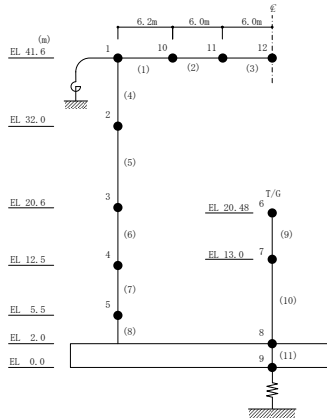 ℄
(m)
6.2m 6.0m 6.0m
EL 41.6 1 10 11 12
(1) (2) (3)
(4)
EL 32.0 2
(5)
EL 20.6 3
T/G
EL 20.48 6
(6) (9)
EL 12.5 4
EL 13.0 7
(7) (10)
EL 5.5 5
(8)
EL 2.0 8
(11)
EL 0.0 9